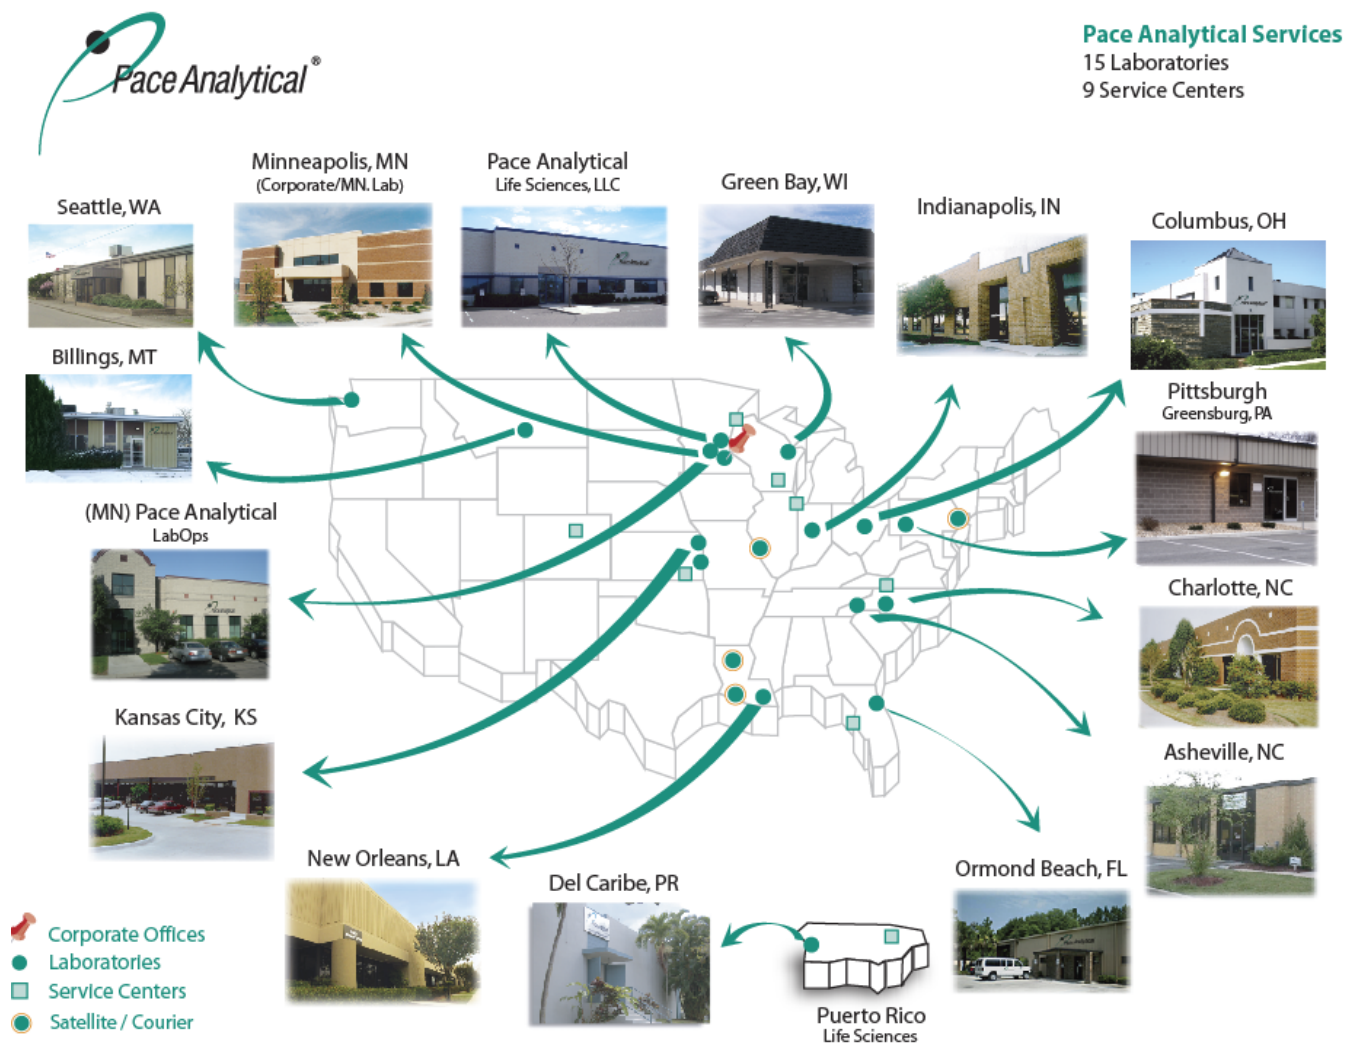 Pace Analytical®
Pace Analytical Services
15 Laboratories
9 Service Centers
Seattle, WA
Minneapolis, MN
(Corporate/MN. Lab)
Pace Analytical
Life Sciences, LLC
Green Bay, WI
Indianapolis, IN
Columbus, OH
Billings, MT
Pittsburgh
Greensburg, PA
(MN) Pace Analytical
LabOps
Charlotte, NC
Kansas City, KS
Asheville, NC
New Orleans, LA
Del Caribe, PR
Ormond Beach, FL
Corporate Offices
Laboratories
Service Centers
Satellite / Courier
Puerto Rico
Life Sciences